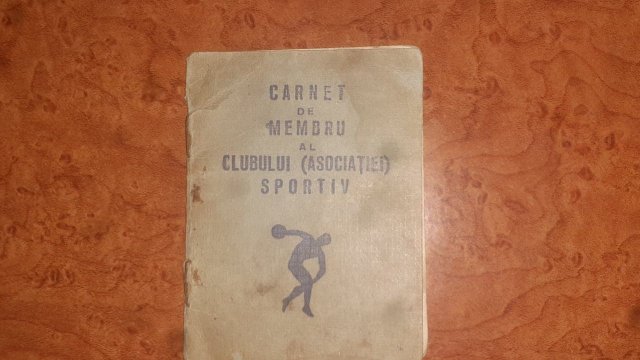 CARNET
DE
MEMBRU
AL
CLUBULUI (ASOCIAȚIEI)
SPORTIV